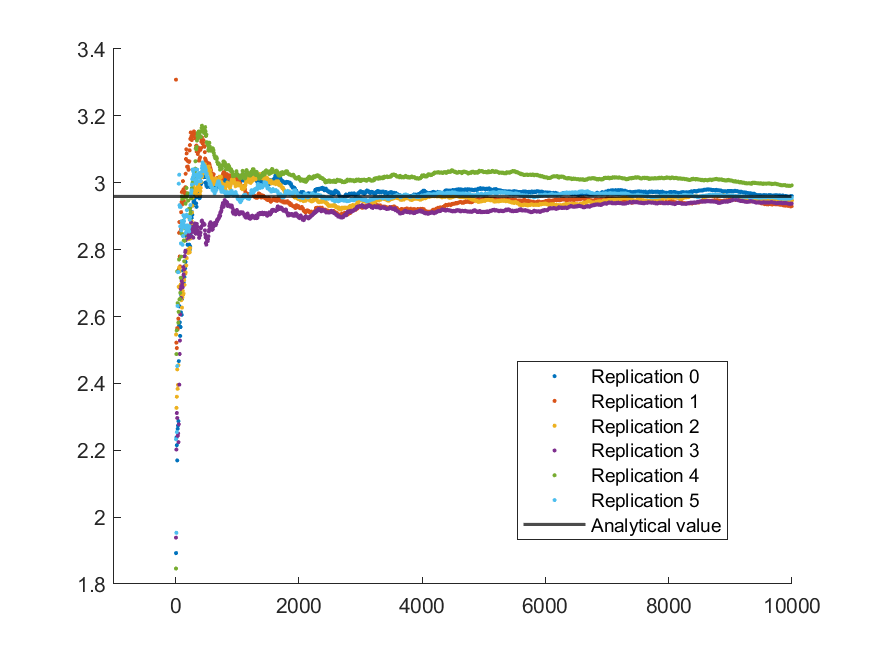 3.4
3.2
3
2.8
2.6
2.4
2.2
2
1.8
0
2000
4000
6000
8000
10000
Replication 0
Replication 1
Replication 2
Replication 3
Replication 4
Replication 5
Analytical value